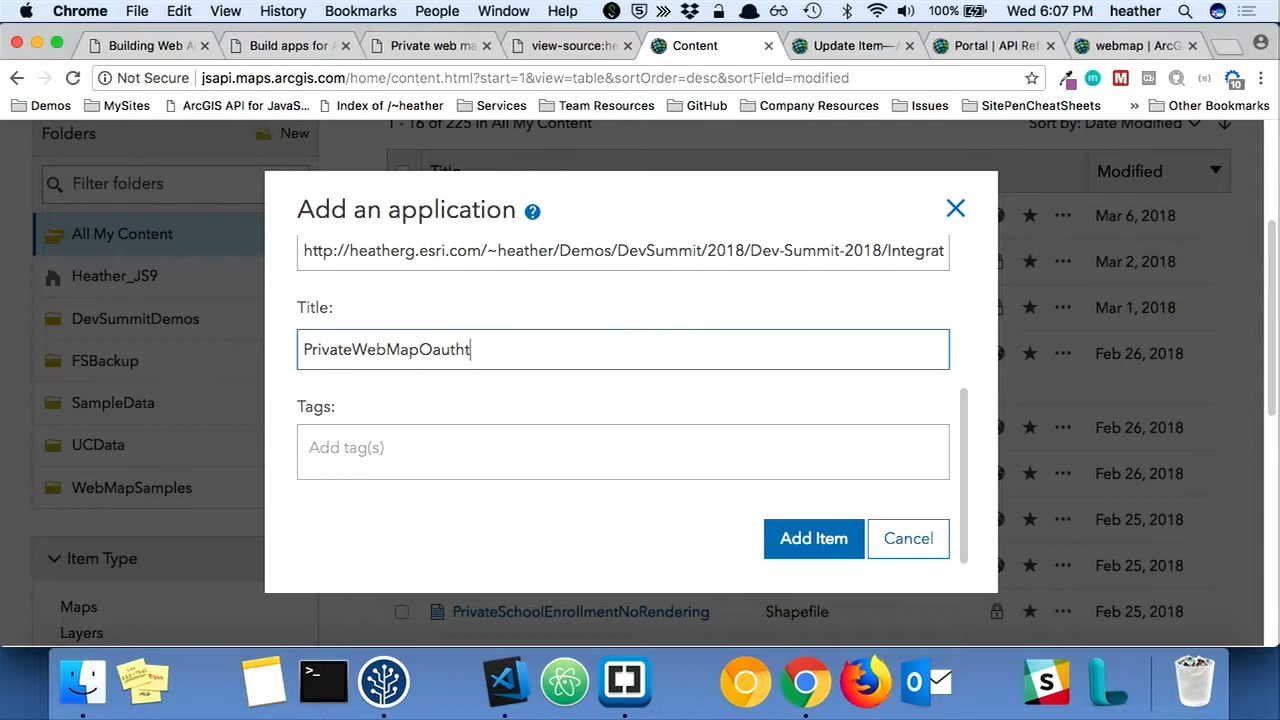 Chrome File Edit View History Bookmarks People Window Help 100% Wed 6:07 PM heather
Building Web A
Build apps for A
Private web ma
view-source:he
Content
Update Item—A
Portal | API Ref
webmap | ArcG
Not Secure jsapi.maps.arcgis.com/home/content.html?start=1&view=table&sortOrder=desc&sortField=modified
10
Demos MySites ArcGIS API for JavaS... Index of /~heather Services Team Resources GitHub Company Resources Issues SitePenCheatSheets » Other Bookmarks
Folders New
1 - 16 of 225 in All My Content
Sort by: Date Modified
Filter folders
Title
Modified
All My Content
Heather_JS9
DevSummitDemos
FSBackup
SampleData
UCData
WebMapSamples
Item Type
Maps
Layers
Add an application ?
http://heatherg.esri.com/~heather/Demos/DevSummit/2018/Dev-Summit-2018/Integrat
Title:
PrivateWebMapOautht
Tags:
Add tag(s)
Add Item Cancel
Mar 6, 2018
Mar 2, 2018
Mar 1, 2018
Feb 26, 2018
Feb 26, 2018
Feb 26, 2018
Feb 25, 2018
Feb 25, 2018
PrivateSchoolEnrollmentNoRendering Shapefile Feb 25, 2018